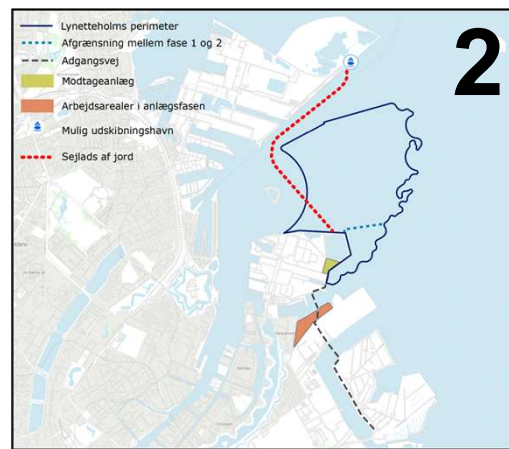 Lynetteholms perimeter
Afgrænsning mellem fase 1 og 2
Adgangsvej
Modtageanlæg
Arbejdsarealer i anlægsfasen
Mulig udskibningshavn
Sejlads af jord
2